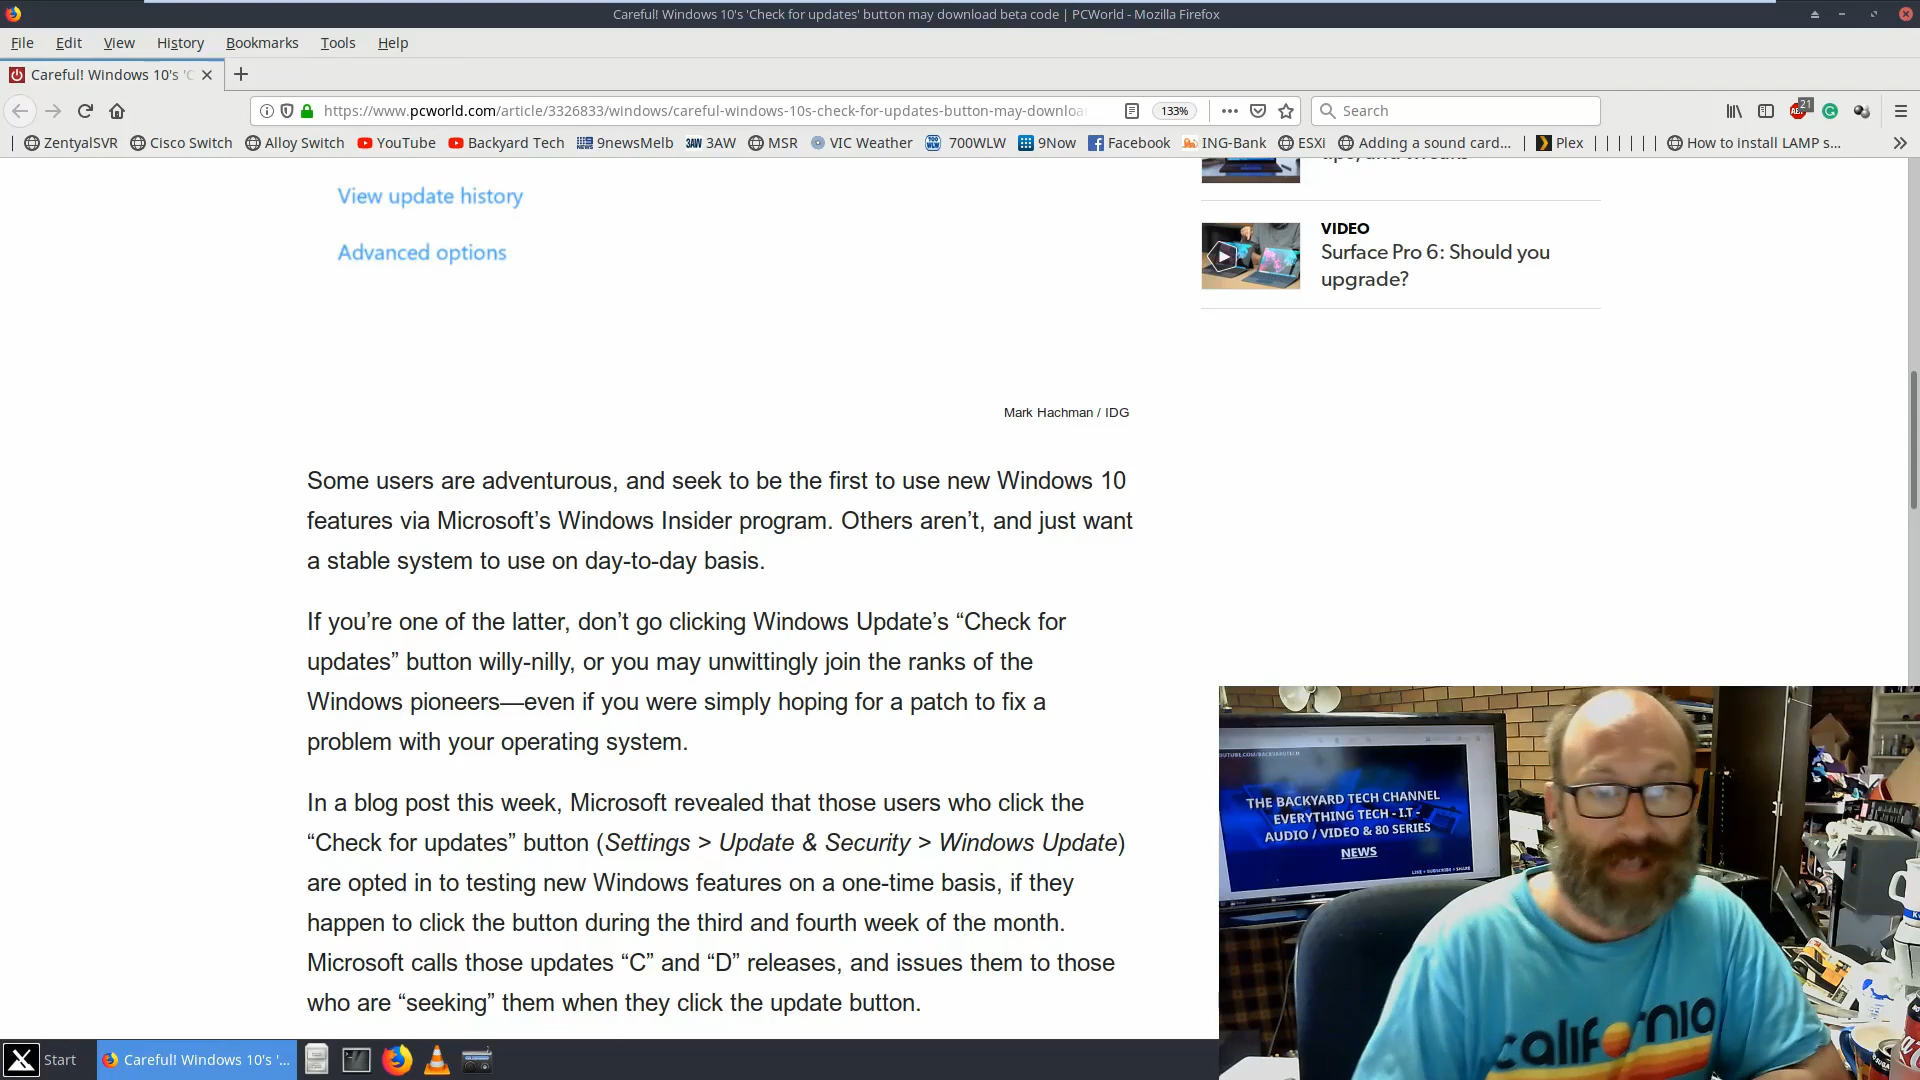 Careful! Windows 10's 'Check for updates' button may download beta code | PCWorld - Mozilla Firefox
File Edit View History Bookmarks Tools Help
Careful! Windows 10's 'C
https://www.pcworld.com/article/3326833/windows/careful-windows-10s-check-for-updates-button-may-downloa
133%
Search
21
ZentyalSVR Cisco Switch Alloy Switch YouTube Backyard Tech 9newsMelb 3AW 3AW MSR VIC Weather 700WLW 9Now Facebook ING-Bank ESXi Adding a sound card... Plex How to install LAMP s...
View update history
Advanced options
VIDEO
Surface Pro 6: Should you
upgrade?
Mark Hachman / IDG
Some users are adventurous, and seek to be the first to use new Windows 10
features via Microsoft’s Windows Insider program. Others aren’t, and just want
a stable system to use on day-to-day basis.
If you’re one of the latter, don’t go clicking Windows Update’s “Check for
updates” button willy-nilly, or you may unwittingly join the ranks of the
Windows pioneers—even if you were simply hoping for a patch to fix a
problem with your operating system.
In a blog post this week, Microsoft revealed that those users who click the
“Check for updates” button (Settings > Update & Security > Windows Update)
are opted in to testing new Windows features on a one-time basis, if they
happen to click the button during the third and fourth week of the month.
Microsoft calls those updates “C” and “D” releases, and issues them to those
who are “seeking” them when they click the update button.
THE BACKYARD TECH CHANNEL
EVERYTHING TECH - I.T -
AUDIO / VIDEO & 80 SERIES
NEWS
LIKE + SUBSCRIBE + SHARE
california
Start
Careful! Windows 10's '...